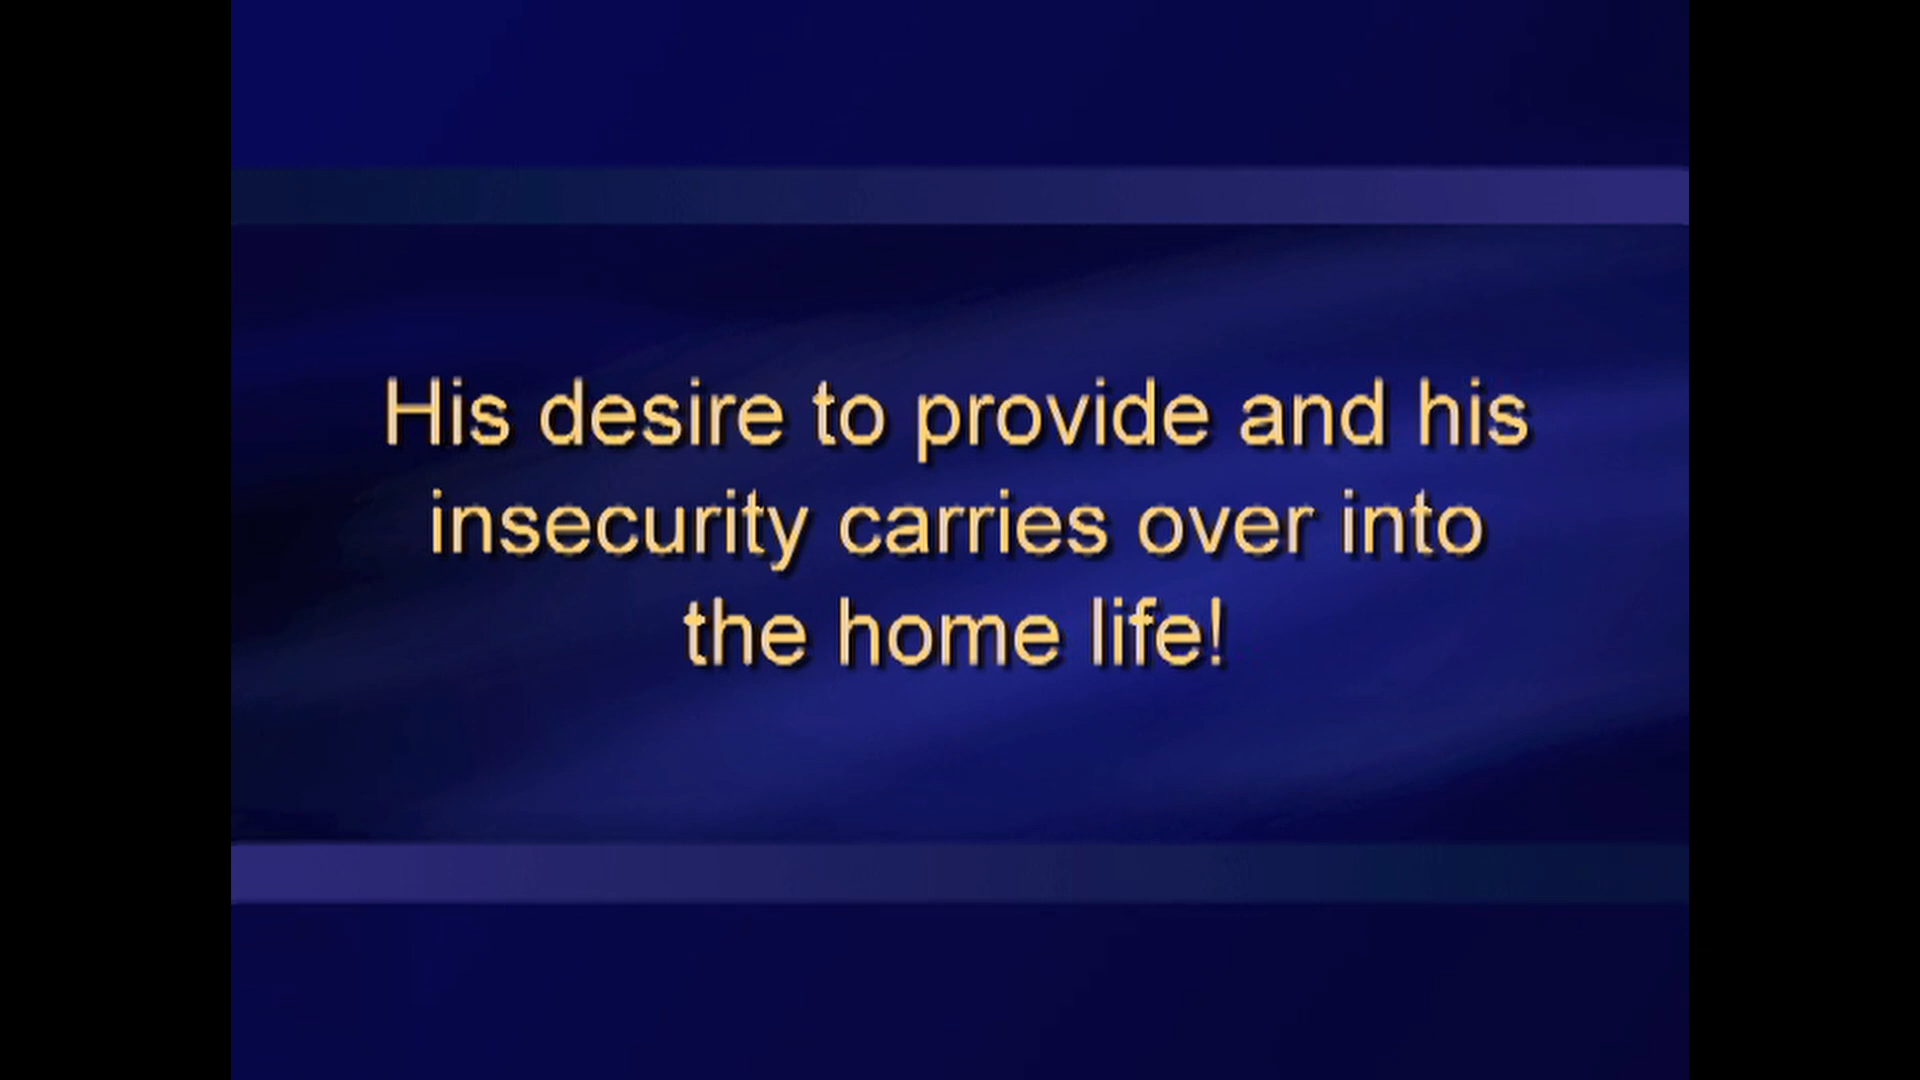 His desire to provide and his
insecurity carries over into
the home life!